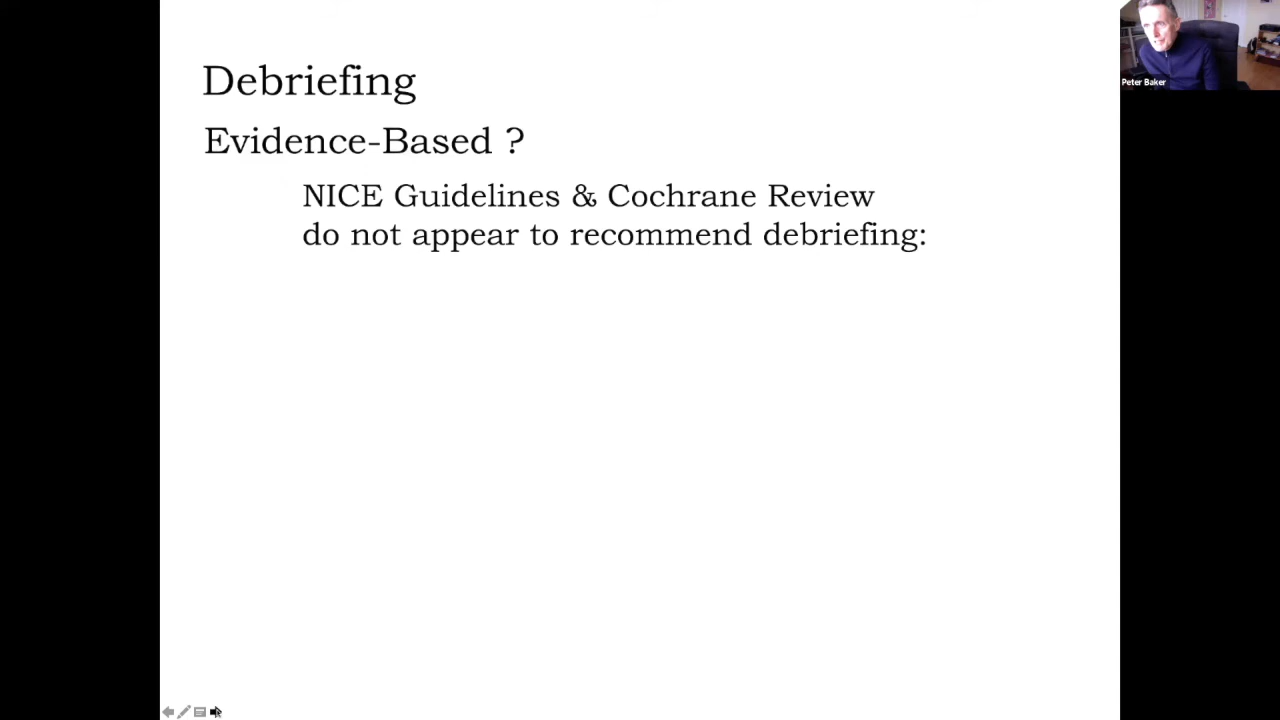 Debriefing
Evidence-Based ?
NICE Guidelines & Cochrane Review
do not appear to recommend debriefing:
Peter Baker